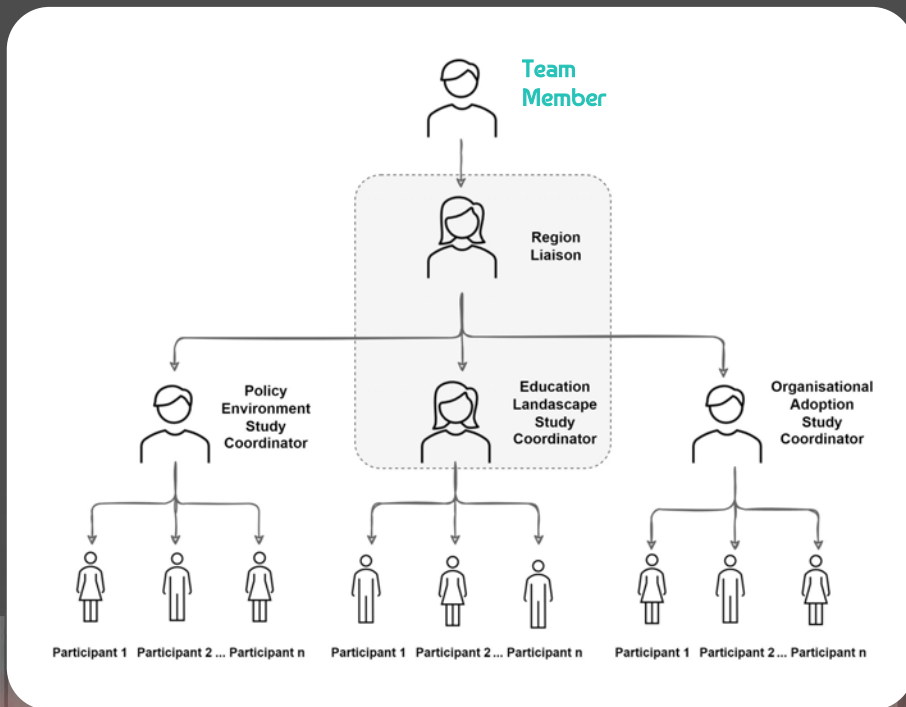 Team
Member
Region
Liaison
Policy
Environment
Study
Coordinator
Education
Landascape
Study
Coordinator
Organisational
Adoption
Study
Coordinator
Participant 1 Participant 2 ... Participant n
Participant 1 Participant 2 ... Participant n
Participant 1 Participant 2 ... Participant n